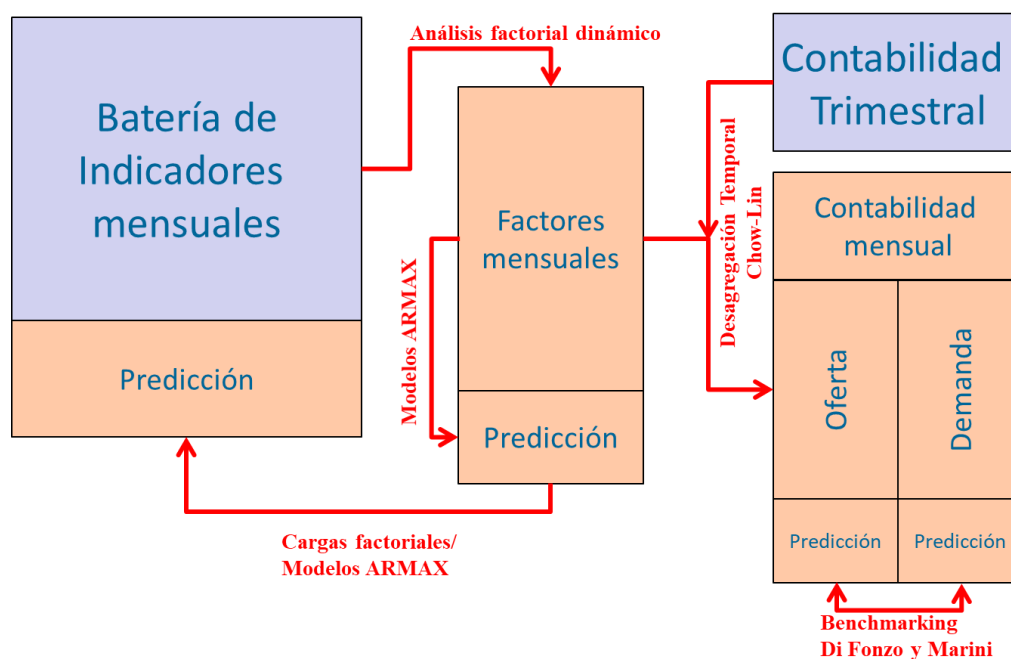 Análisis factorial dinámico
Batería de
Indicadores
mensuales
Predicción
Factores
mensuales
Predicción
Modelos ARMAX
Cargas factoriales/
Modelos ARMAX
Contabilidad
Trimestral
Desagregación Temporal
Chow-Lin
Contabilidad
mensual
Oferta
Demanda
Predicción
Predicción
Benchmarking
Di Fonzo y Marini